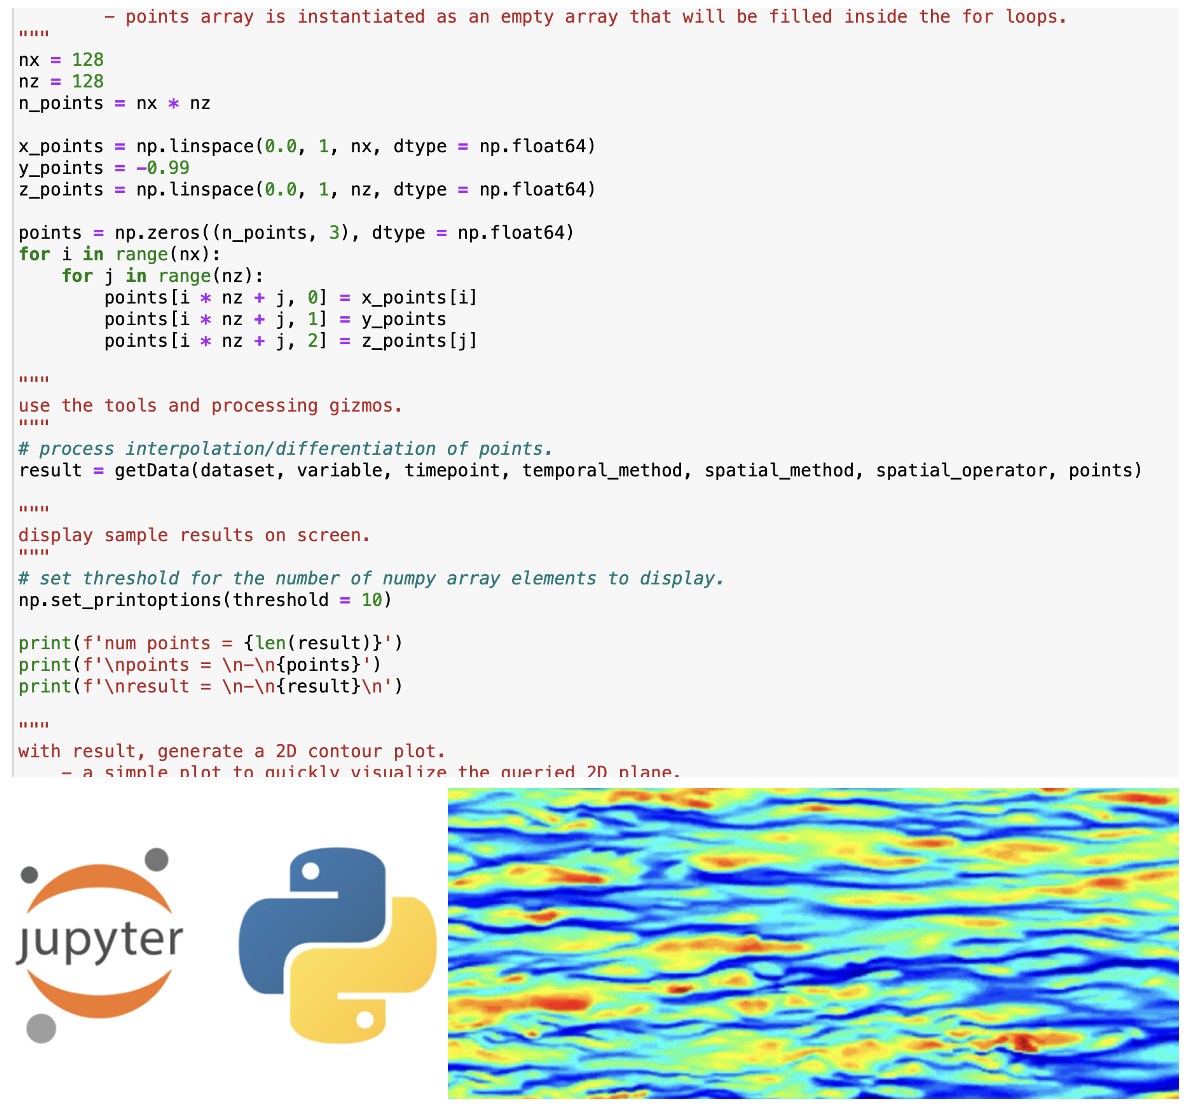 - points array is instantiated as an empty array that will be filled inside the for loops.
"""
nx = 128
nz = 128
n_points = nx * nz
x_points = np.linspace(0.0, 1, nx, dtype = np.float64)
y_points = -0.99
z_points = np.linspace(0.0, 1, nz, dtype = np.float64)
points = np.zeros((n_points, 3), dtype = np.float64)
for i in range(nx):
    for j in range(nz):
        points[i * nz + j, 0] = x_points[i]
        points[i * nz + j, 1] = y_points
        points[i * nz + j, 2] = z_points[j]
"""
use the tools and processing gizmos.
"""
# process interpolation/differentiation of points.
result = getData(dataset, variable, timepoint, temporal_method, spatial_method, spatial_operator, points)
"""
display sample results on screen.
"""
# set threshold for the number of numpy array elements to display.
np.set_printoptions(threshold = 10)
print(f'num points = {len(result)}')
print(f'\npoints = \n-\n{points}')
print(f'\nresult = \n-\n{result}\n')
"""
with result, generate a 2D contour plot.
    - a simple plot to quickly visualize the queried 2D plane.
jupyter